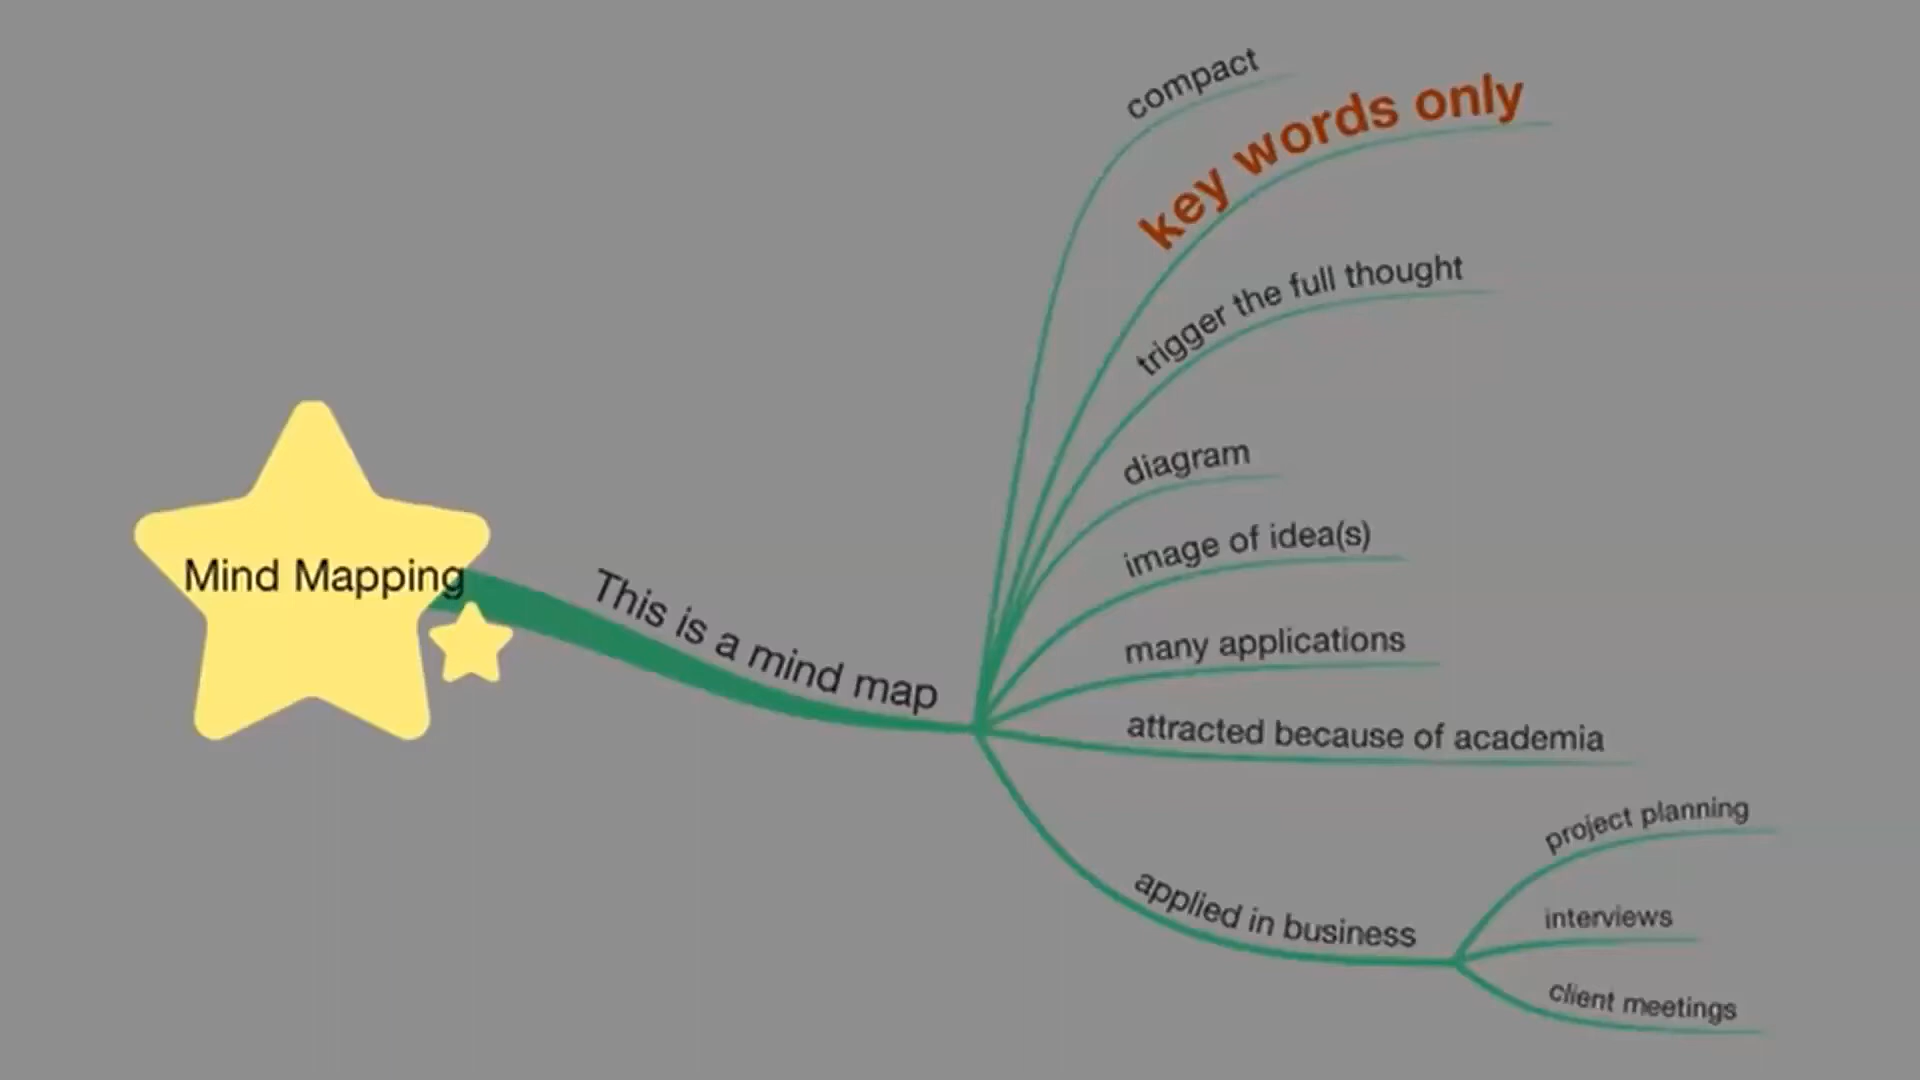 Mind Mapping
This is a mind map
compact
key words only
trigger the full thought
diagram
image of idea(s)
many applications
attracted because of academia
applied in business
project planning
interviews
client meetings